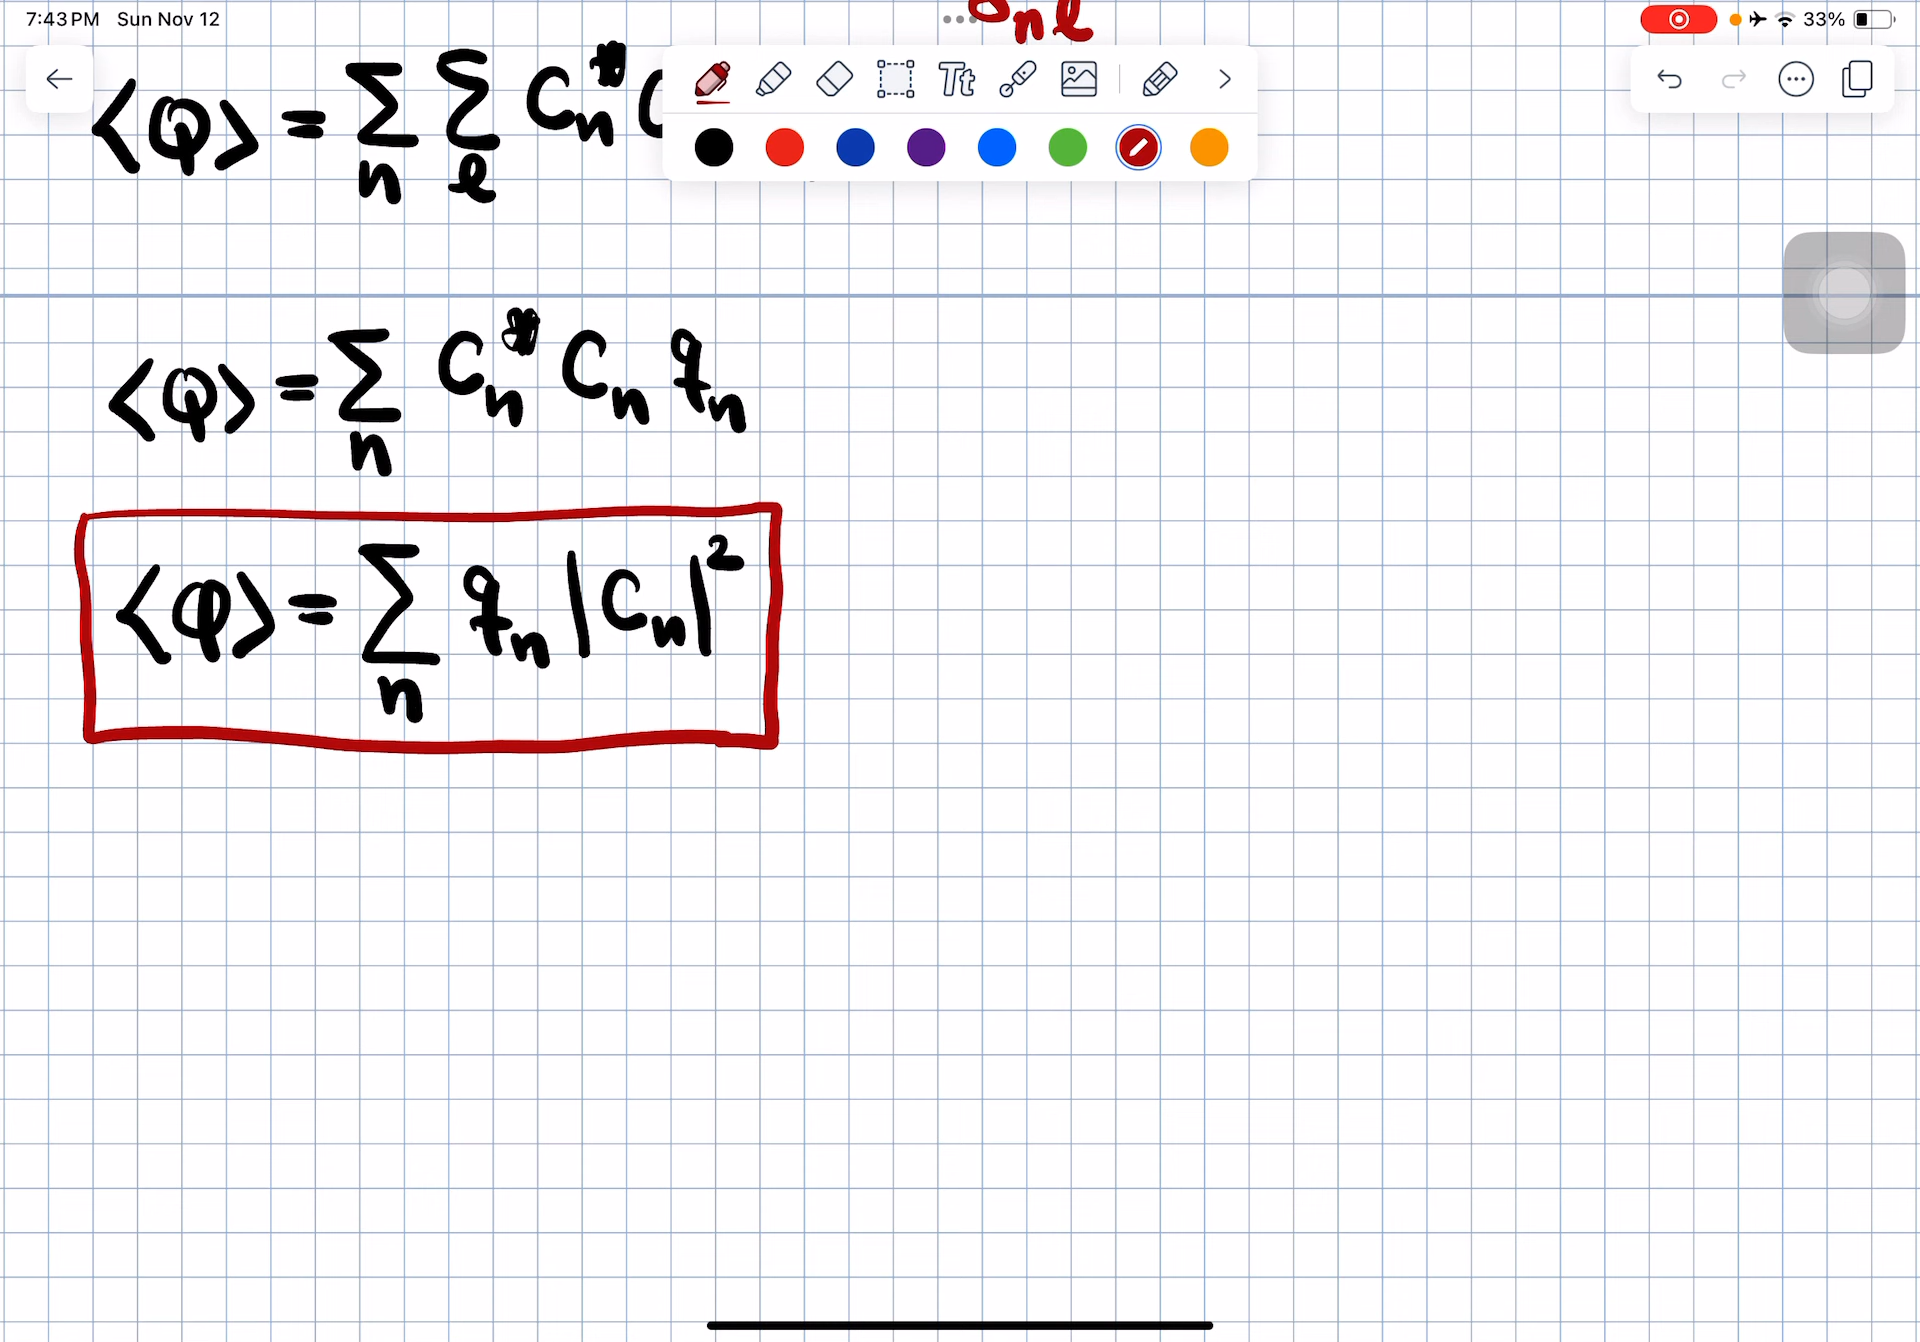 7:43 PM Sun Nov 12
33%
δ_nl
⟨Q⟩ = Σ_n Σ_l C_n^* C
Tt
⟨Q⟩ = Σ_n C_n^* C_n q_n
⟨Q⟩ = Σ_n q_n |C_n|^2